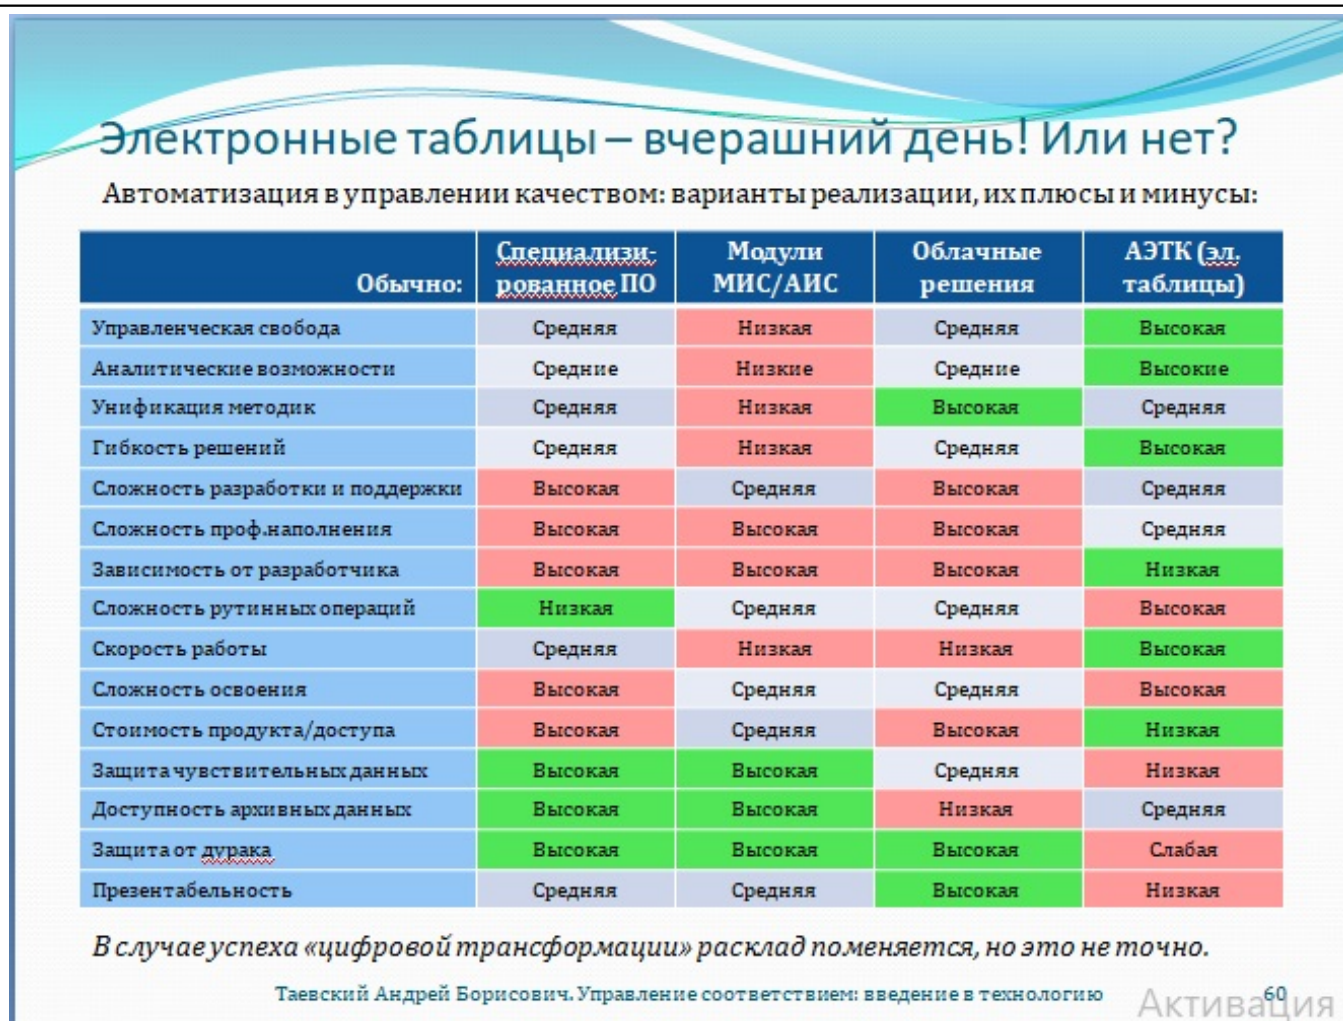 Электронные таблицы – вчерашний день! Или нет?
Автоматизация в управлении качеством: варианты реализации, их плюсы и минусы:
Обычно: Специализи-рованное ПО Модули МИС/АИС Облачные решения АЭТК (эл. таблицы)
Управленческая свобода Средняя Низкая Средняя Высокая
Аналитические возможности Средние Низкие Средние Высокие
Унификация методик Средняя Низкая Высокая Средняя
Гибкость решений Средняя Низкая Средняя Высокая
Сложность разработки и поддержки Высокая Средняя Высокая Средняя
Сложность проф.наполнения Высокая Высокая Высокая Средняя
Зависимость от разработчика Высокая Высокая Высокая Низкая
Сложность рутинных операций Низкая Средняя Средняя Высокая
Скорость работы Средняя Низкая Низкая Высокая
Сложность освоения Высокая Средняя Средняя Высокая
Стоимость продукта/доступа Высокая Средняя Высокая Низкая
Защита чувствительных данных Высокая Высокая Средняя Низкая
Доступность архивных данных Высокая Высокая Низкая Средняя
Защита от дурака Высокая Высокая Высокая Слабая
Презентабельность Средняя Средняя Высокая Низкая
В случае успеха «цифровой трансформации» расклад поменяется, но это не точно.
Таевский Андрей Борисович. Управление соответствием: введение в технологию 60
Активация